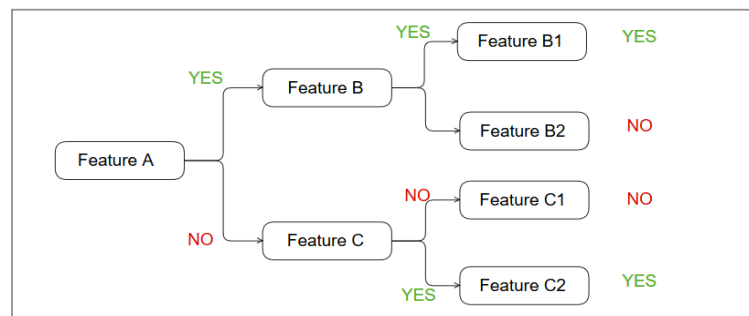 YES
Feature B1
YES
YES
Feature B
Feature B2
NO
Feature A
NO
Feature C1
NO
NO
Feature C
YES
Feature C2
YES